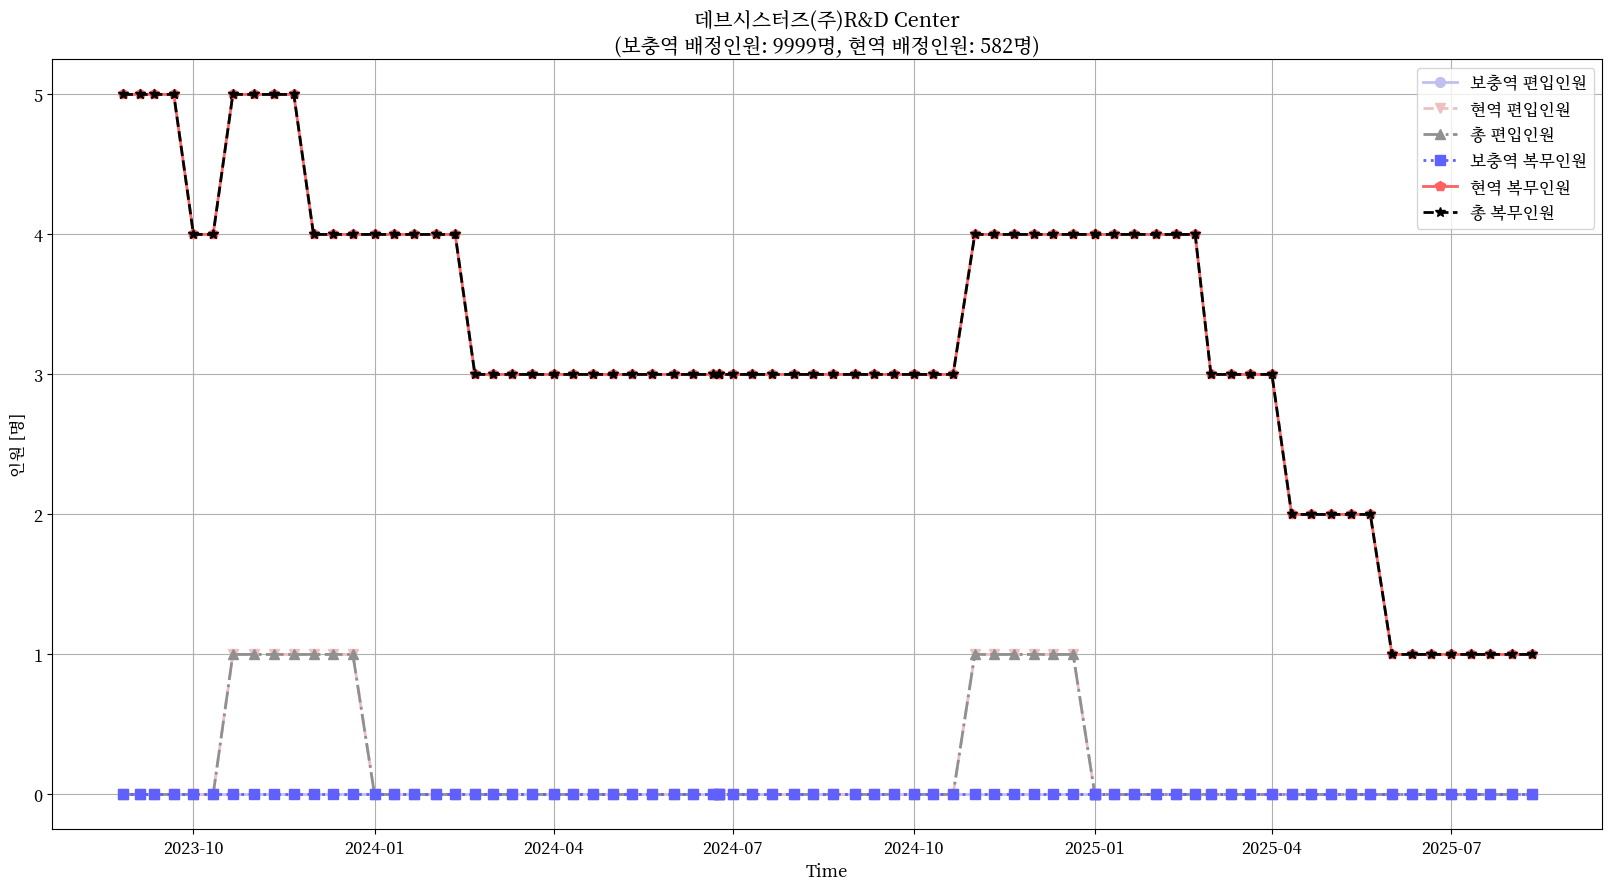 데브시스터즈(주)R&D Center
(보충역 배정인원: 9999명, 현역 배정인원: 582명)
보충역 편입인원
현역 편입인원
총 편입인원
보충역 복무인원
현역 복무인원
총 복무인원
5
4
3
2
1
0
인원 [명]
2023-10
2024-01
2024-04
2024-07
2024-10
2025-01
2025-04
2025-07
Time